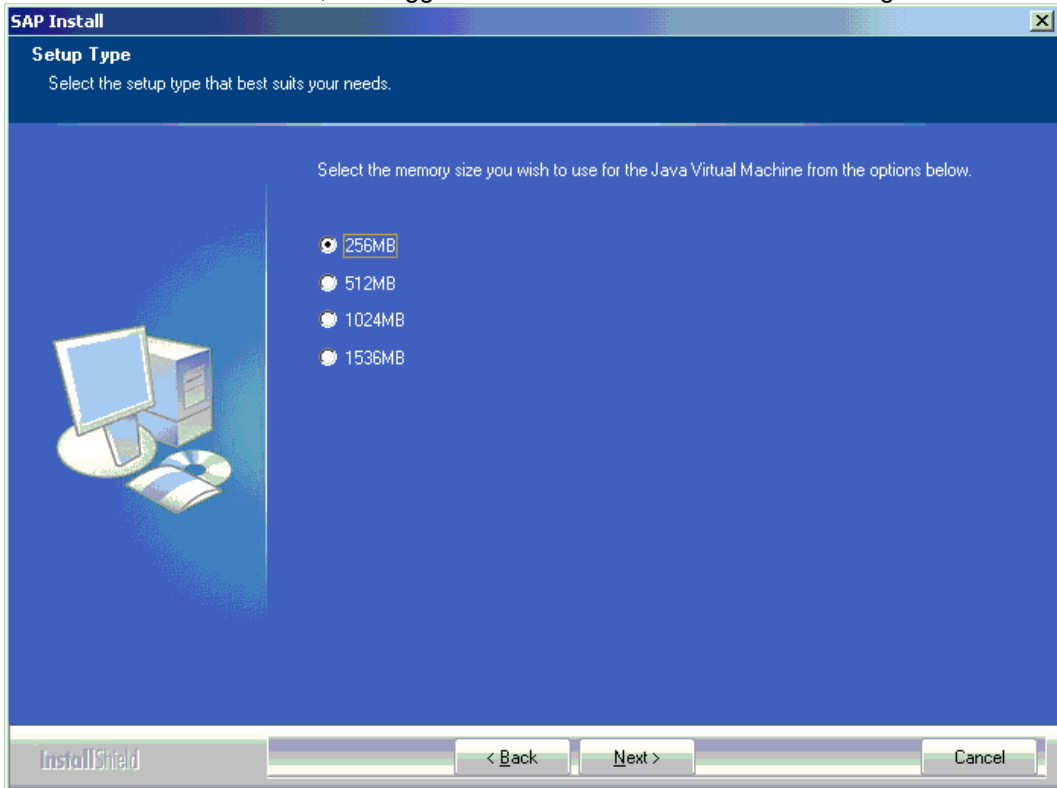 SAP Install
Setup Type
Select the setup type that best suits your needs.
Select the memory size you wish to use for the Java Virtual Machine from the options below.
256MB
512MB
1024MB
1536MB
InstallShield
< Back
Next >
Cancel